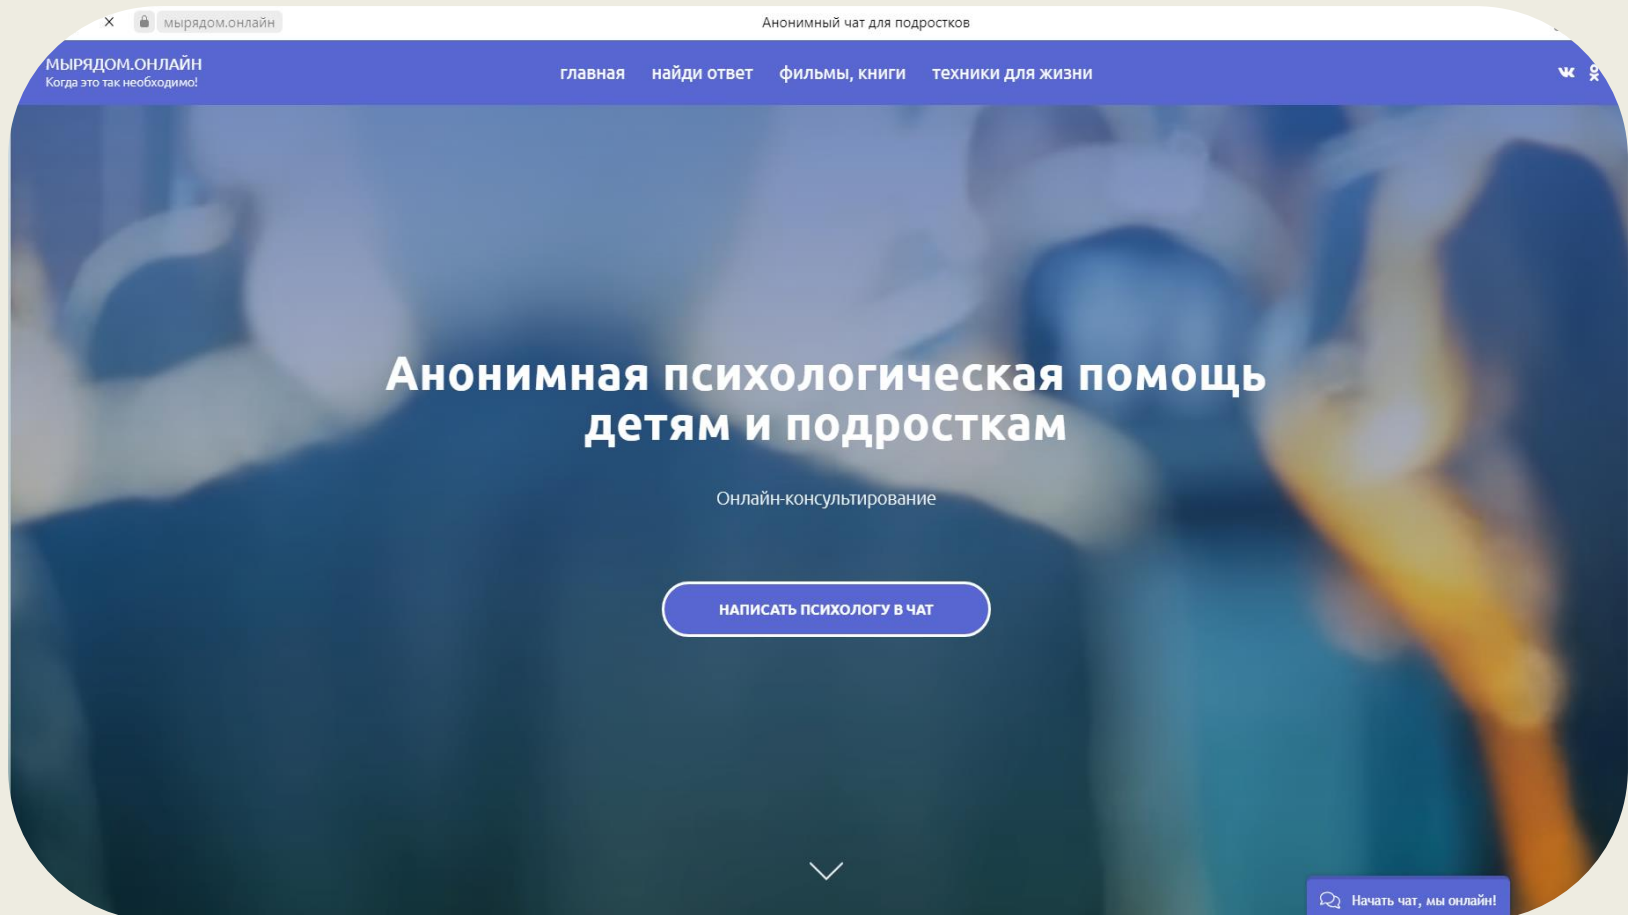 мырядом.онлайн
Анонимный чат для подростков
МЫРЯДОМ.ОНЛАЙН
Когда это так необходимо!
главная найди ответ фильмы, книги техники для жизни
Анонимная психологическая помощь
детям и подросткам
Онлайн-консультирование
НАПИСАТЬ ПСИХОЛОГУ В ЧАТ
Начать чат, мы онлайн!